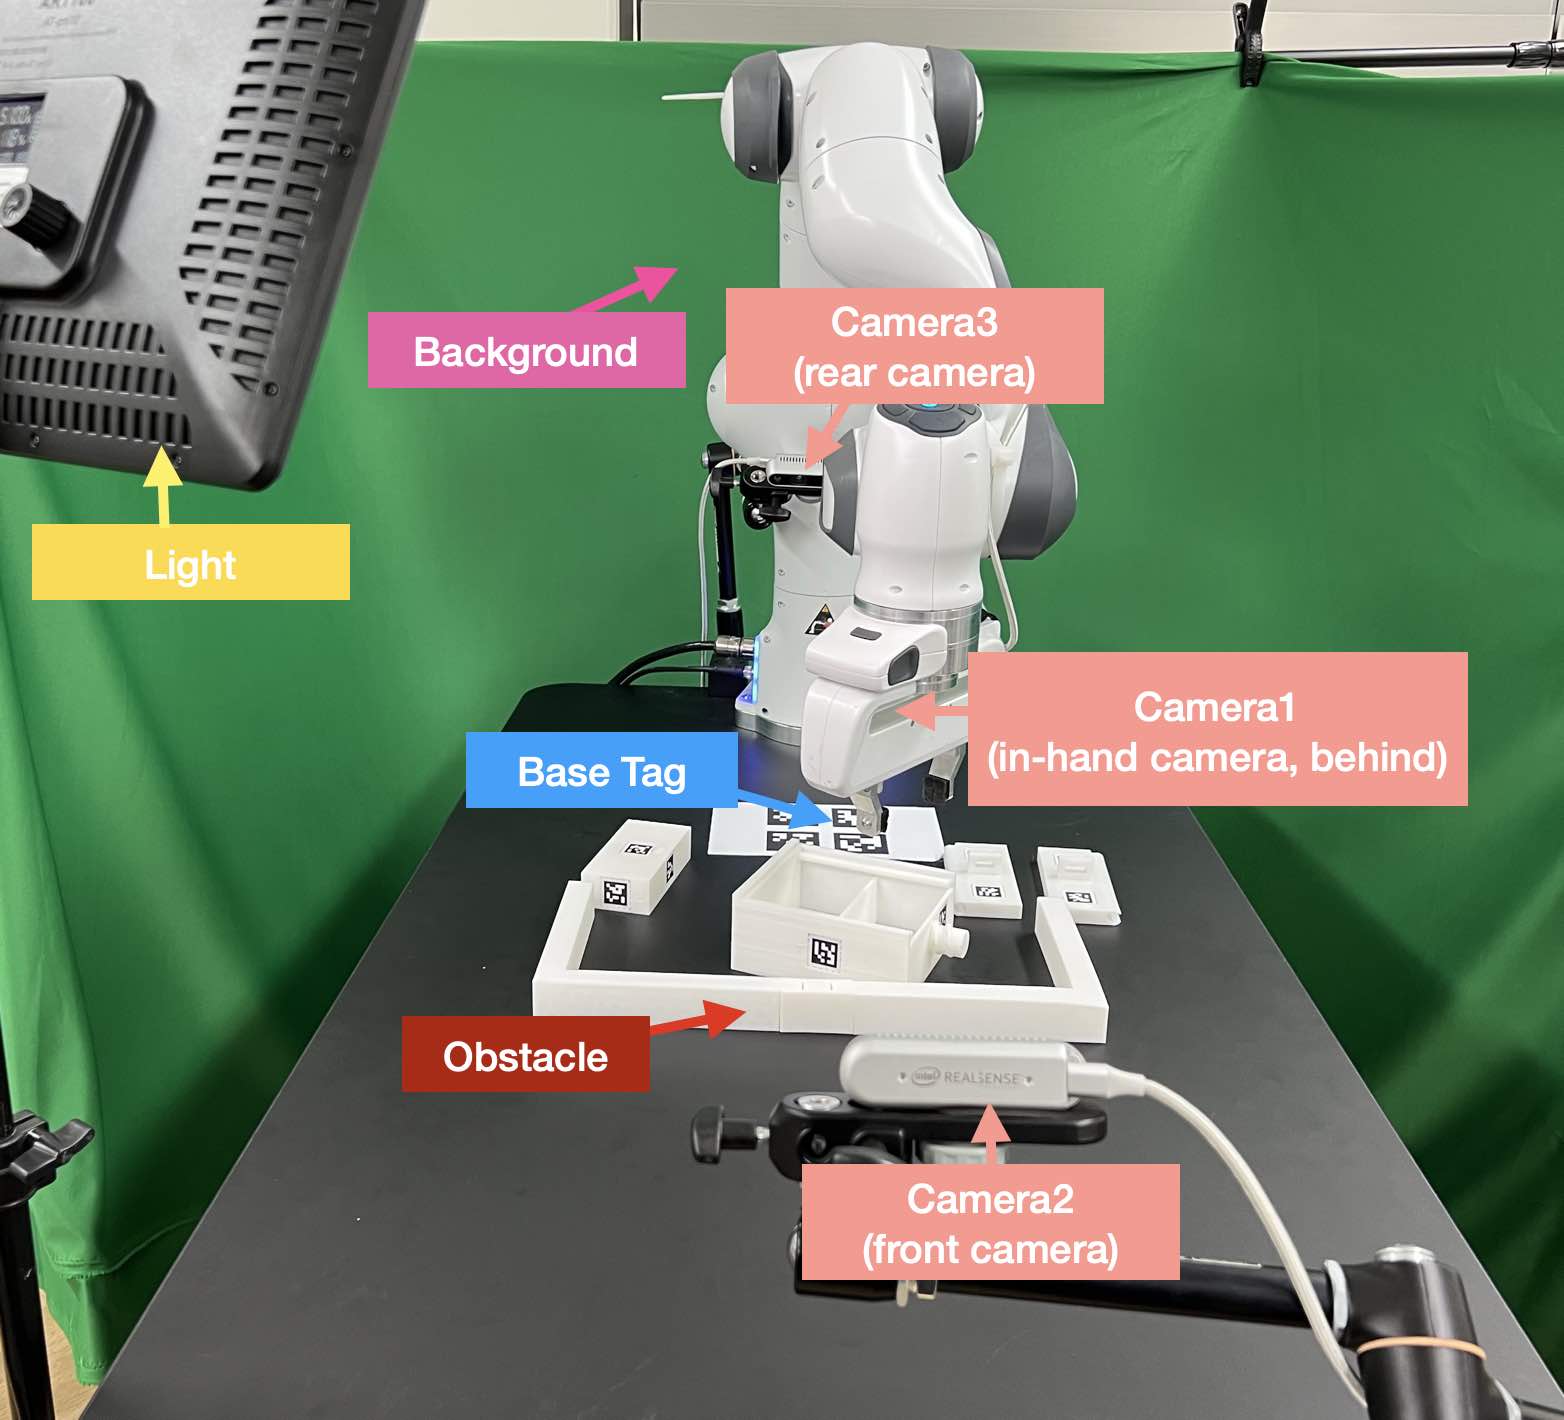 Background
Camera3
(rear camera)
Light
Camera1
(in-hand camera, behind)
Base Tag
Obstacle
intel REALSENSE
Camera2
(front camera)